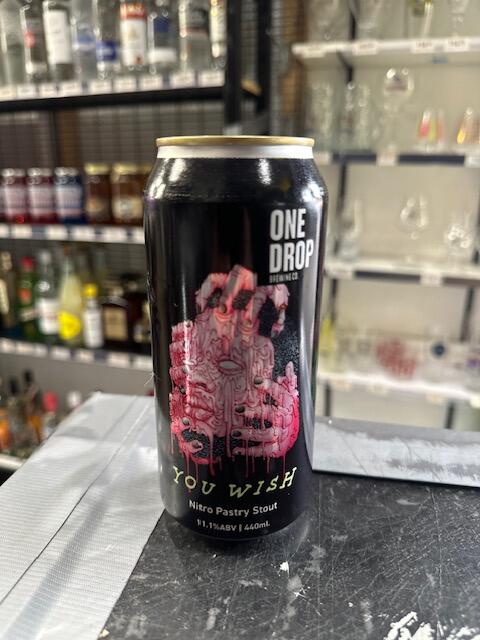 ONE
DROP
BREWING CO.
YOU WISH
Nitro Pastry Stout
11.1%ABV | 440mL